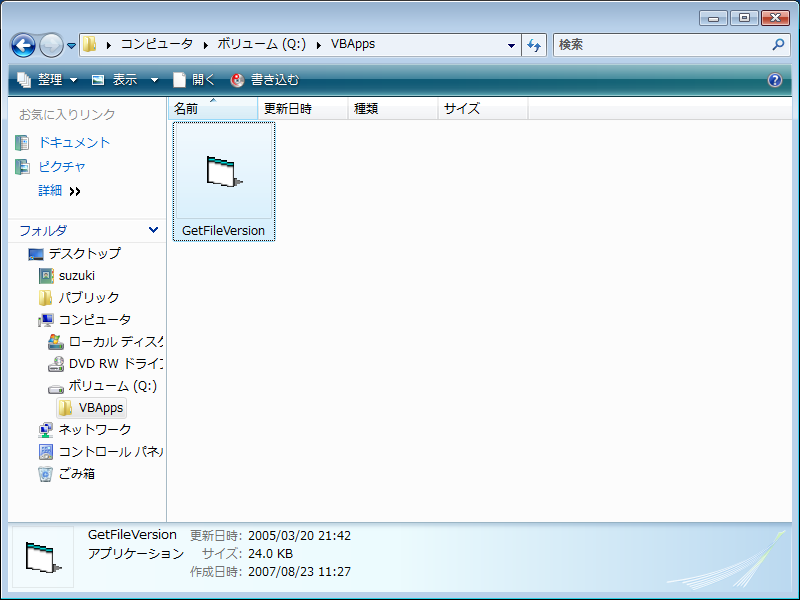 コンピュータ ボリューム (Q:) VBApps 検索
整理 表示 開く 書き込む
お気に入りリンク
ドキュメント
ピクチャ
詳細
フォルダ
デスクトップ
suzuki
パブリック
コンピュータ
ローカル ディスク
DVD RW ドライブ
ボリューム (Q:)
VBApps
ネットワーク
コントロール パネル
ごみ箱
名前 更新日時 種類 サイズ
GetFileVersion
GetFileVersion 更新日時: 2005/03/20 21:42
アプリケーション サイズ: 24.0 KB
作成日時: 2007/08/23 11:27